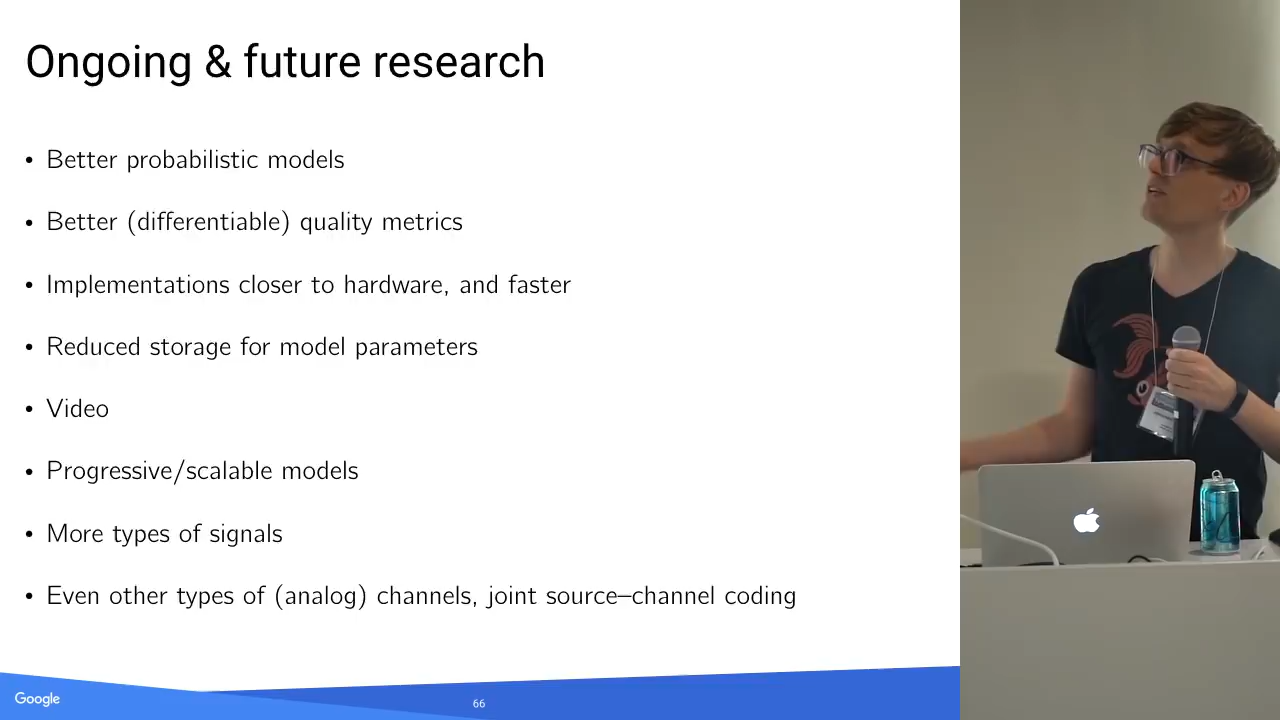 Ongoing & future research
• Better probabilistic models
• Better (differentiable) quality metrics
• Implementations closer to hardware, and faster
• Reduced storage for model parameters
• Video
• Progressive/scalable models
• More types of signals
• Even other types of (analog) channels, joint source–channel coding
Google
66